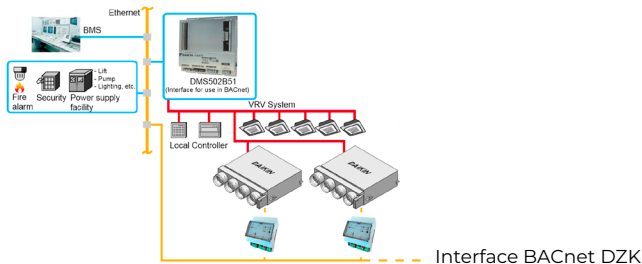 Ethernet
BMS
DMS502B51
(Interface for use in BACnet)
- Lift
- Pump
- Lighting, etc.
Fire
alarm
Security
Power supply
facility
VRV System
Local Controller
DAIKIN
DAIKIN
Interface BACnet DZK